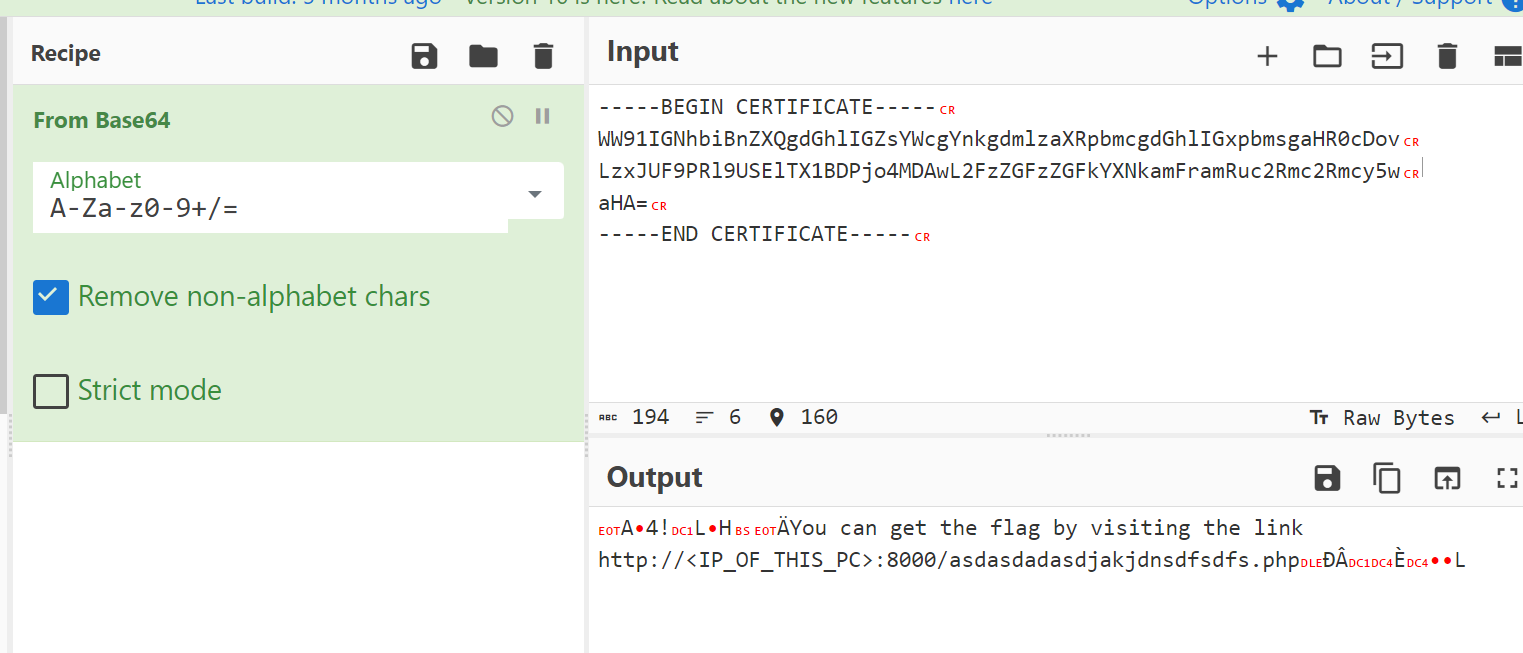 Last build: 3 months ago
Version 10 is here! Read about the new features here
Options
About / Support
Recipe
Input
From Base64
Alphabet
A-Za-z0-9+/=
Remove non-alphabet chars
Strict mode
-----BEGIN CERTIFICATE-----CR
WW91IGNhbiBnZXQgdGhlIGZsYWcgYnkgdmlzaXRpbmcgdGhlIGxpbmsgaHR0cDovCR
LzxJUF9PRl9USElTX1BDPjo4MDAwL2FzZGFzZGFkYXNkamFramRuc2Rmc2Rmcy5wCR
aHA=CR
-----END CERTIFICATE-----CR
ABC 194 6 160
Tт Raw Bytes L
Output
EOTA•4!DC1L•HBSEOTÄYou can get the flag by visiting the link
http://<IP_OF_THIS_PC>:8000/asdasdadasdjakjdnsdfsdfs.phpDLEÐÂDC1DC4ÈDC4••L